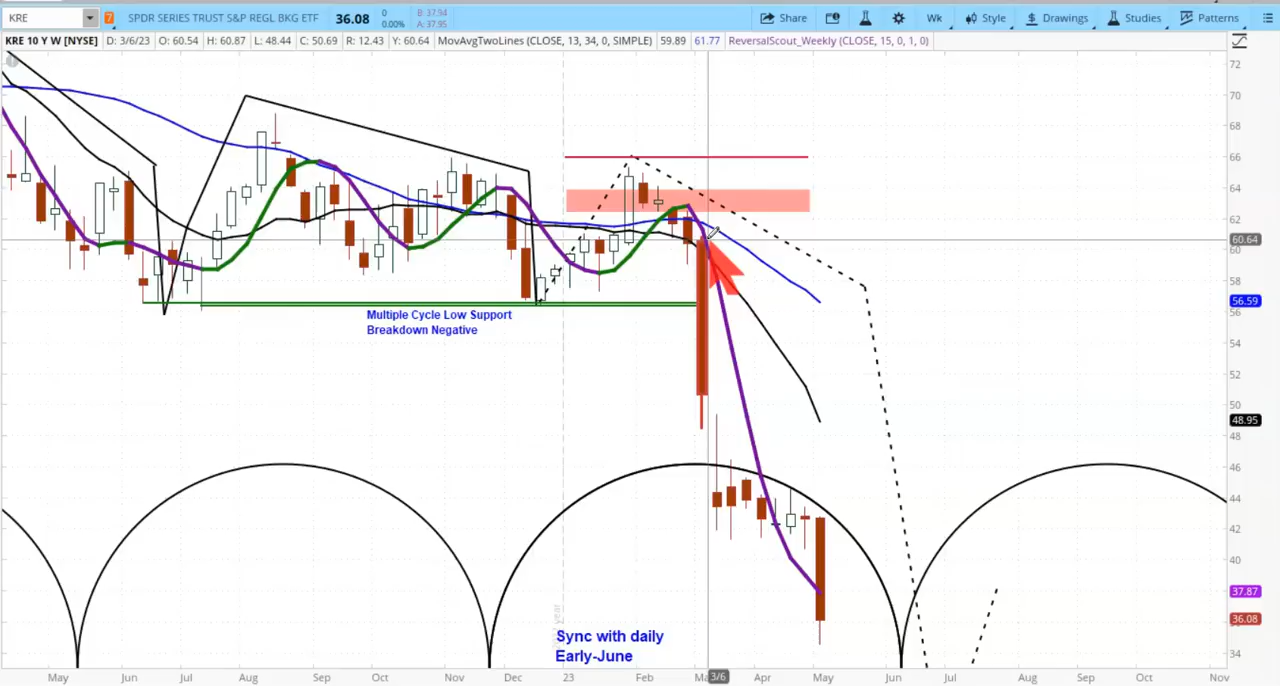 KRE
7
SPDR SERIES TRUST S&P REGL BKG ETF
36.08
0
0.00%
B: 37.94
A: 37.95
Share
Wk
Style
Drawings
Studies
Patterns
KRE 10 Y W [NYSE]
D: 3/6/23
O: 60.54
H: 60.87
L: 48.44
C: 50.69
R: 12.43
Y: 60.64
MovAvgTwoLines (CLOSE, 13, 34, 0, SIMPLE)
59.89
61.77
ReversalScout_Weekly (CLOSE, 15, 0, 1, 0)
72
70
68
66
64
62
60.64
60
58
56.59
56
54
52
50
48.95
48
46
44
42
40
37.87
36.08
34
Multiple Cycle Low Support
Breakdown Negative
Sync with daily
Early-June
May
Jun
Jul
Aug
Sep
Oct
Nov
Dec
23
Feb
3/6
Apr
May
Jun
Jul
Aug
Sep
Oct
Nov